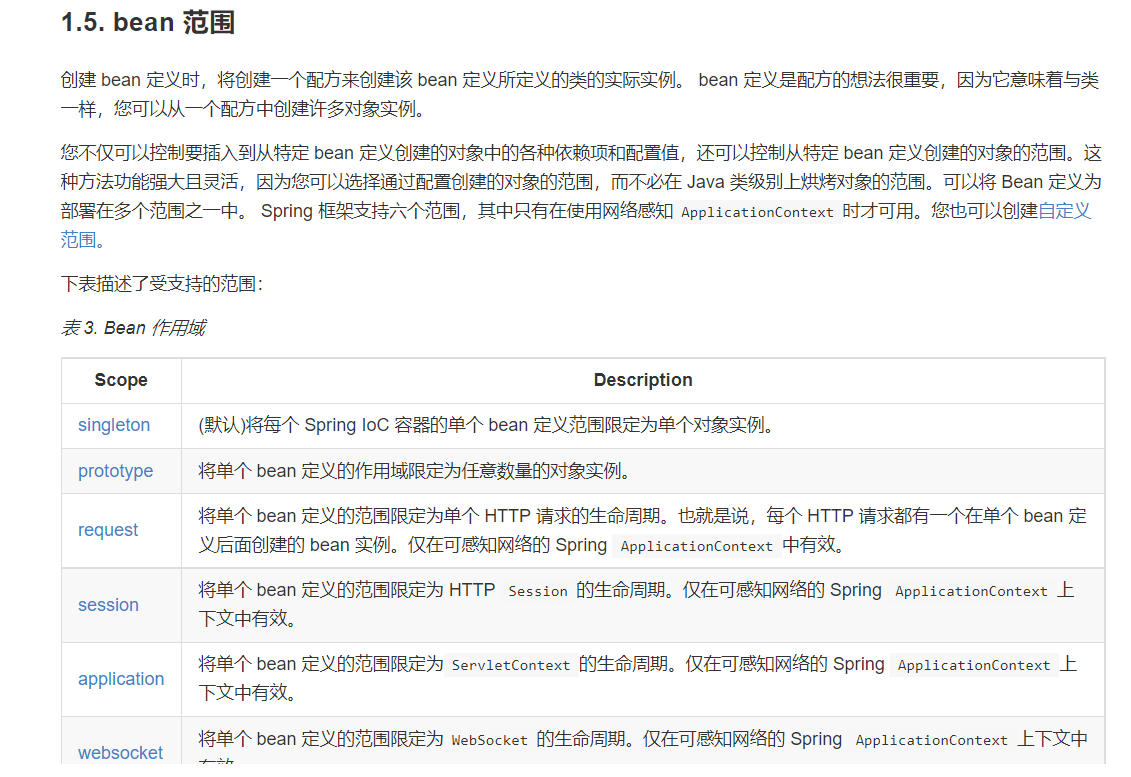 1.5. bean 范围
创建 bean 定义时，将创建一个配方来创建该 bean 定义所定义的类的实际实例。 bean 定义是配方的想法很重要，因为它意味着与类
一样，您可以从一个配方中创建许多对象实例。
您不仅可以控制要插入到从特定 bean 定义创建的对象中的各种依赖项和配置值，还可以控制从特定 bean 定义创建的对象的范围。这
种方法功能强大且灵活，因为您可以选择通过配置创建的对象的范围，而不必在 Java 类级别上烘烤对象的范围。可以将 Bean 定义为
部署在多个范围之一中。 Spring 框架支持六个范围，其中只有在使用网络感知 ApplicationContext 时才可用。您也可以创建自定义
范围。
下表描述了受支持的范围：
表 3. Bean 作用域
Scope Description
singleton (默认)将每个 Spring IoC 容器的单个 bean 定义范围限定为单个对象实例。
prototype 将单个 bean 定义的作用域限定为任意数量的对象实例。
request 将单个 bean 定义的范围限定为单个 HTTP 请求的生命周期。也就是说，每个 HTTP 请求都有一个在单个 bean 定
义后面创建的 bean 实例。仅在可感知网络的 Spring ApplicationContext 中有效。
session 将单个 bean 定义的范围限定为 HTTP Session 的生命周期。仅在可感知网络的 Spring ApplicationContext 上
下文中有效。
application 将单个 bean 定义的范围限定为 ServletContext 的生命周期。仅在可感知网络的 Spring ApplicationContext 上
下文中有效。
websocket 将单个 bean 定义的范围限定为 WebSocket 的生命周期。仅在可感知网络的 Spring ApplicationContext 上下文中